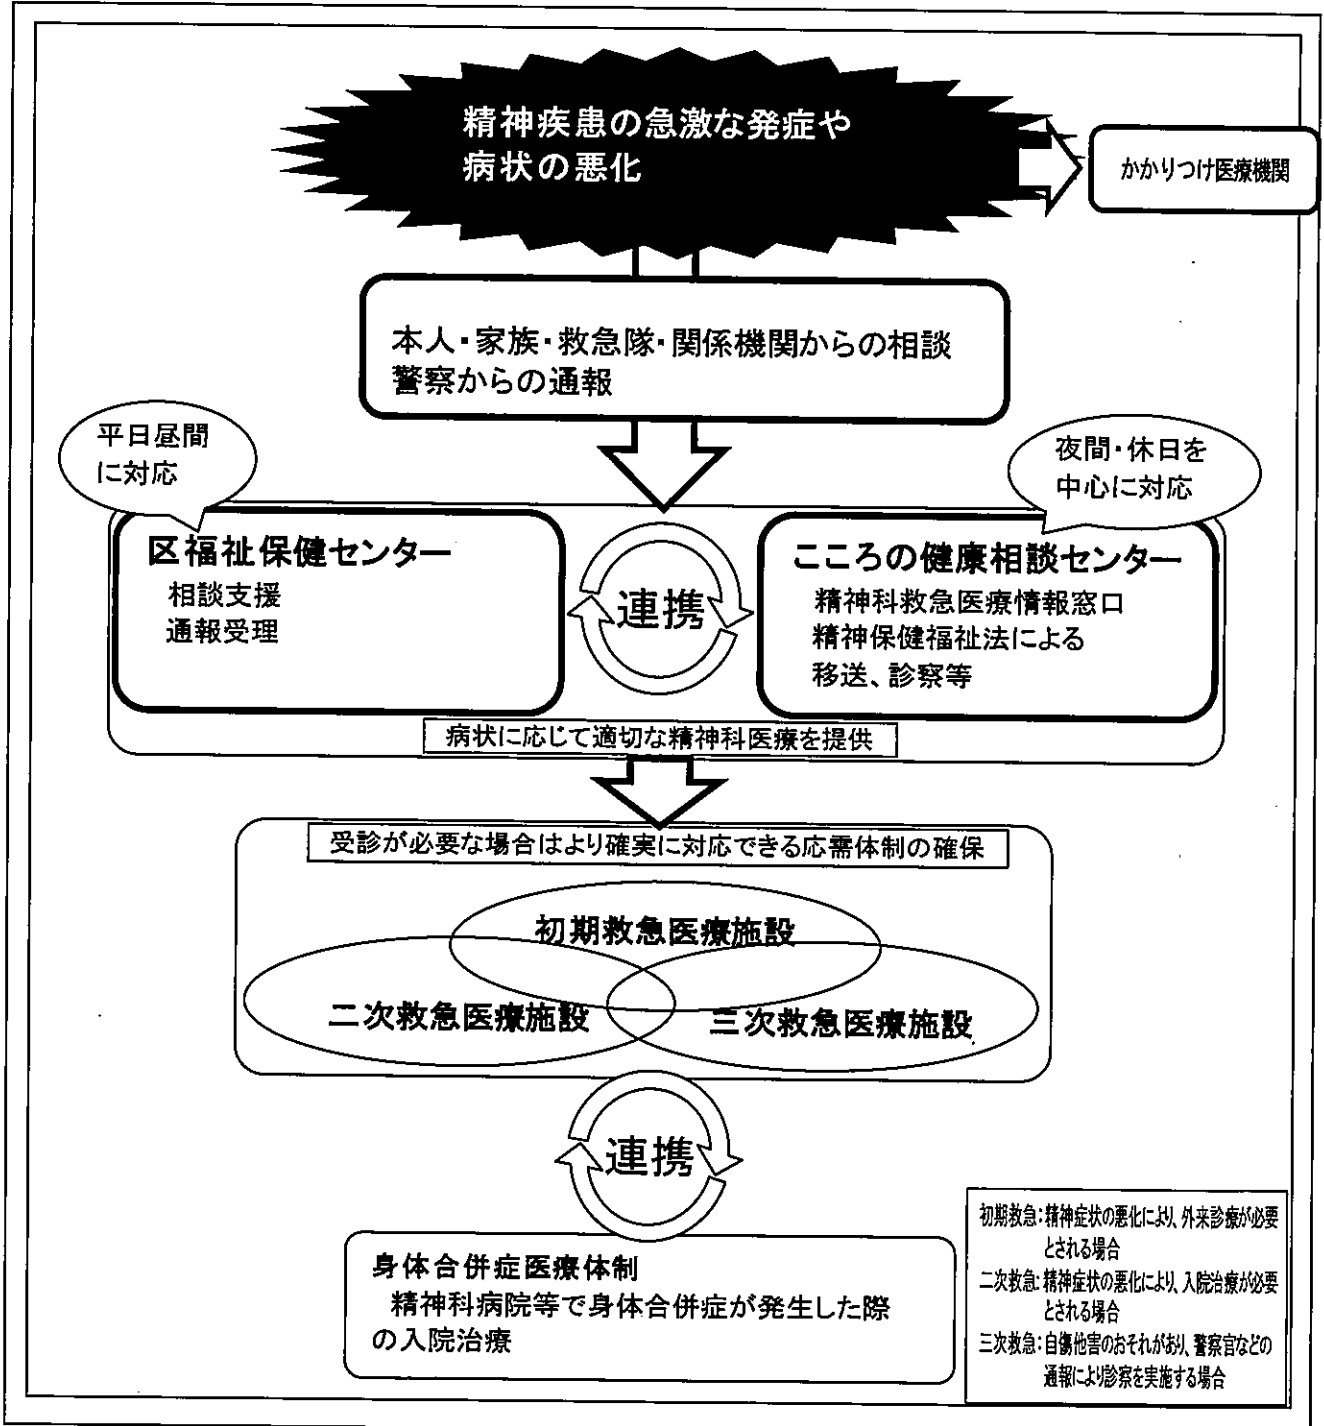 精神疾患の急激な発症や
病状の悪化
かかりつけ医療機関
本人・家族・救急隊・関係機関からの相談
警察からの通報
平日昼間
に対応
夜間・休日を
中心に対応
区福祉保健センター
相談支援
通報受理
連携
こころの健康相談センター
精神科救急医療情報窓口
精神保健福祉法による
移送、診察等
病状に応じて適切な精神科医療を提供
受診が必要な場合はより確実に対応できる応需体制の確保
初期救急医療施設
二次救急医療施設
三次救急医療施設
連携
身体合併症医療体制
精神科病院等で身体合併症が発生した際
の入院治療
初期救急：精神症状の悪化により、外来診療が必要
とされる場合
二次救急：精神症状の悪化により、入院治療が必要
とされる場合
三次救急：自傷他害のおそれがあり、警察官などの
通報により診察を実施する場合